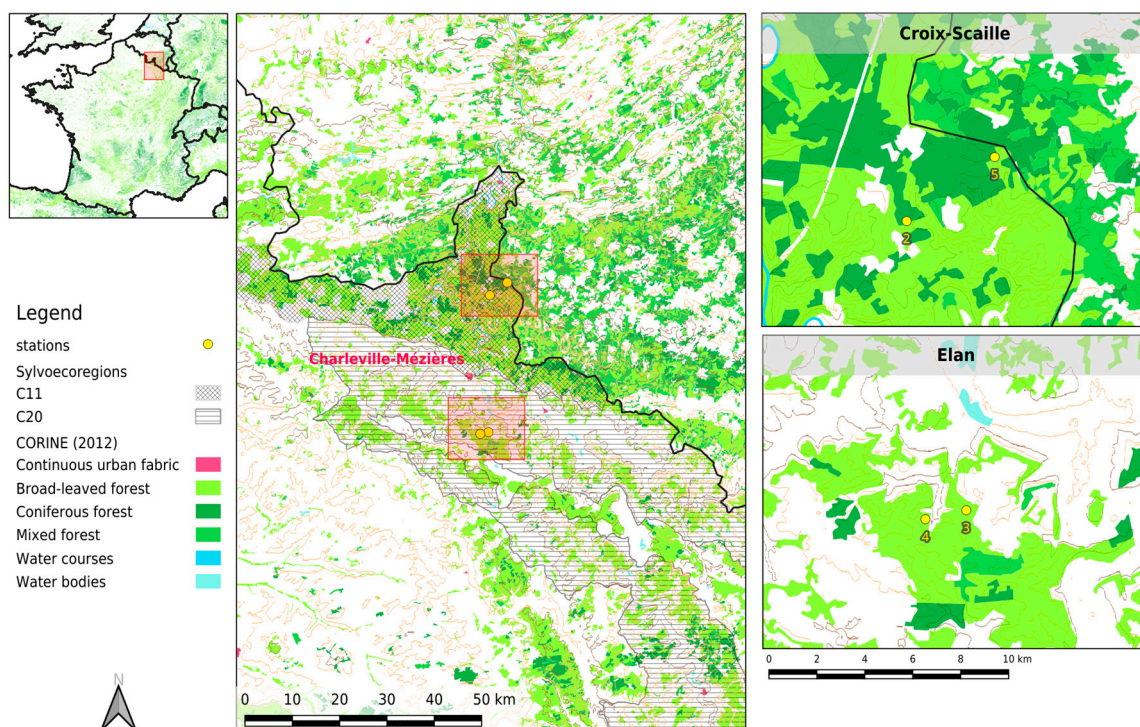 Legend
stations
Sylvoecoregions
C11
C20
CORINE (2012)
Continuous urban fabric
Broad-leaved forest
Coniferous forest
Mixed forest
Water courses
Water bodies
N
Charleville-Mézières
0 10 20 30 40 50 km
Croix-Scaille
5
2
Elan
4
3
0 2 4 6 8 10 km